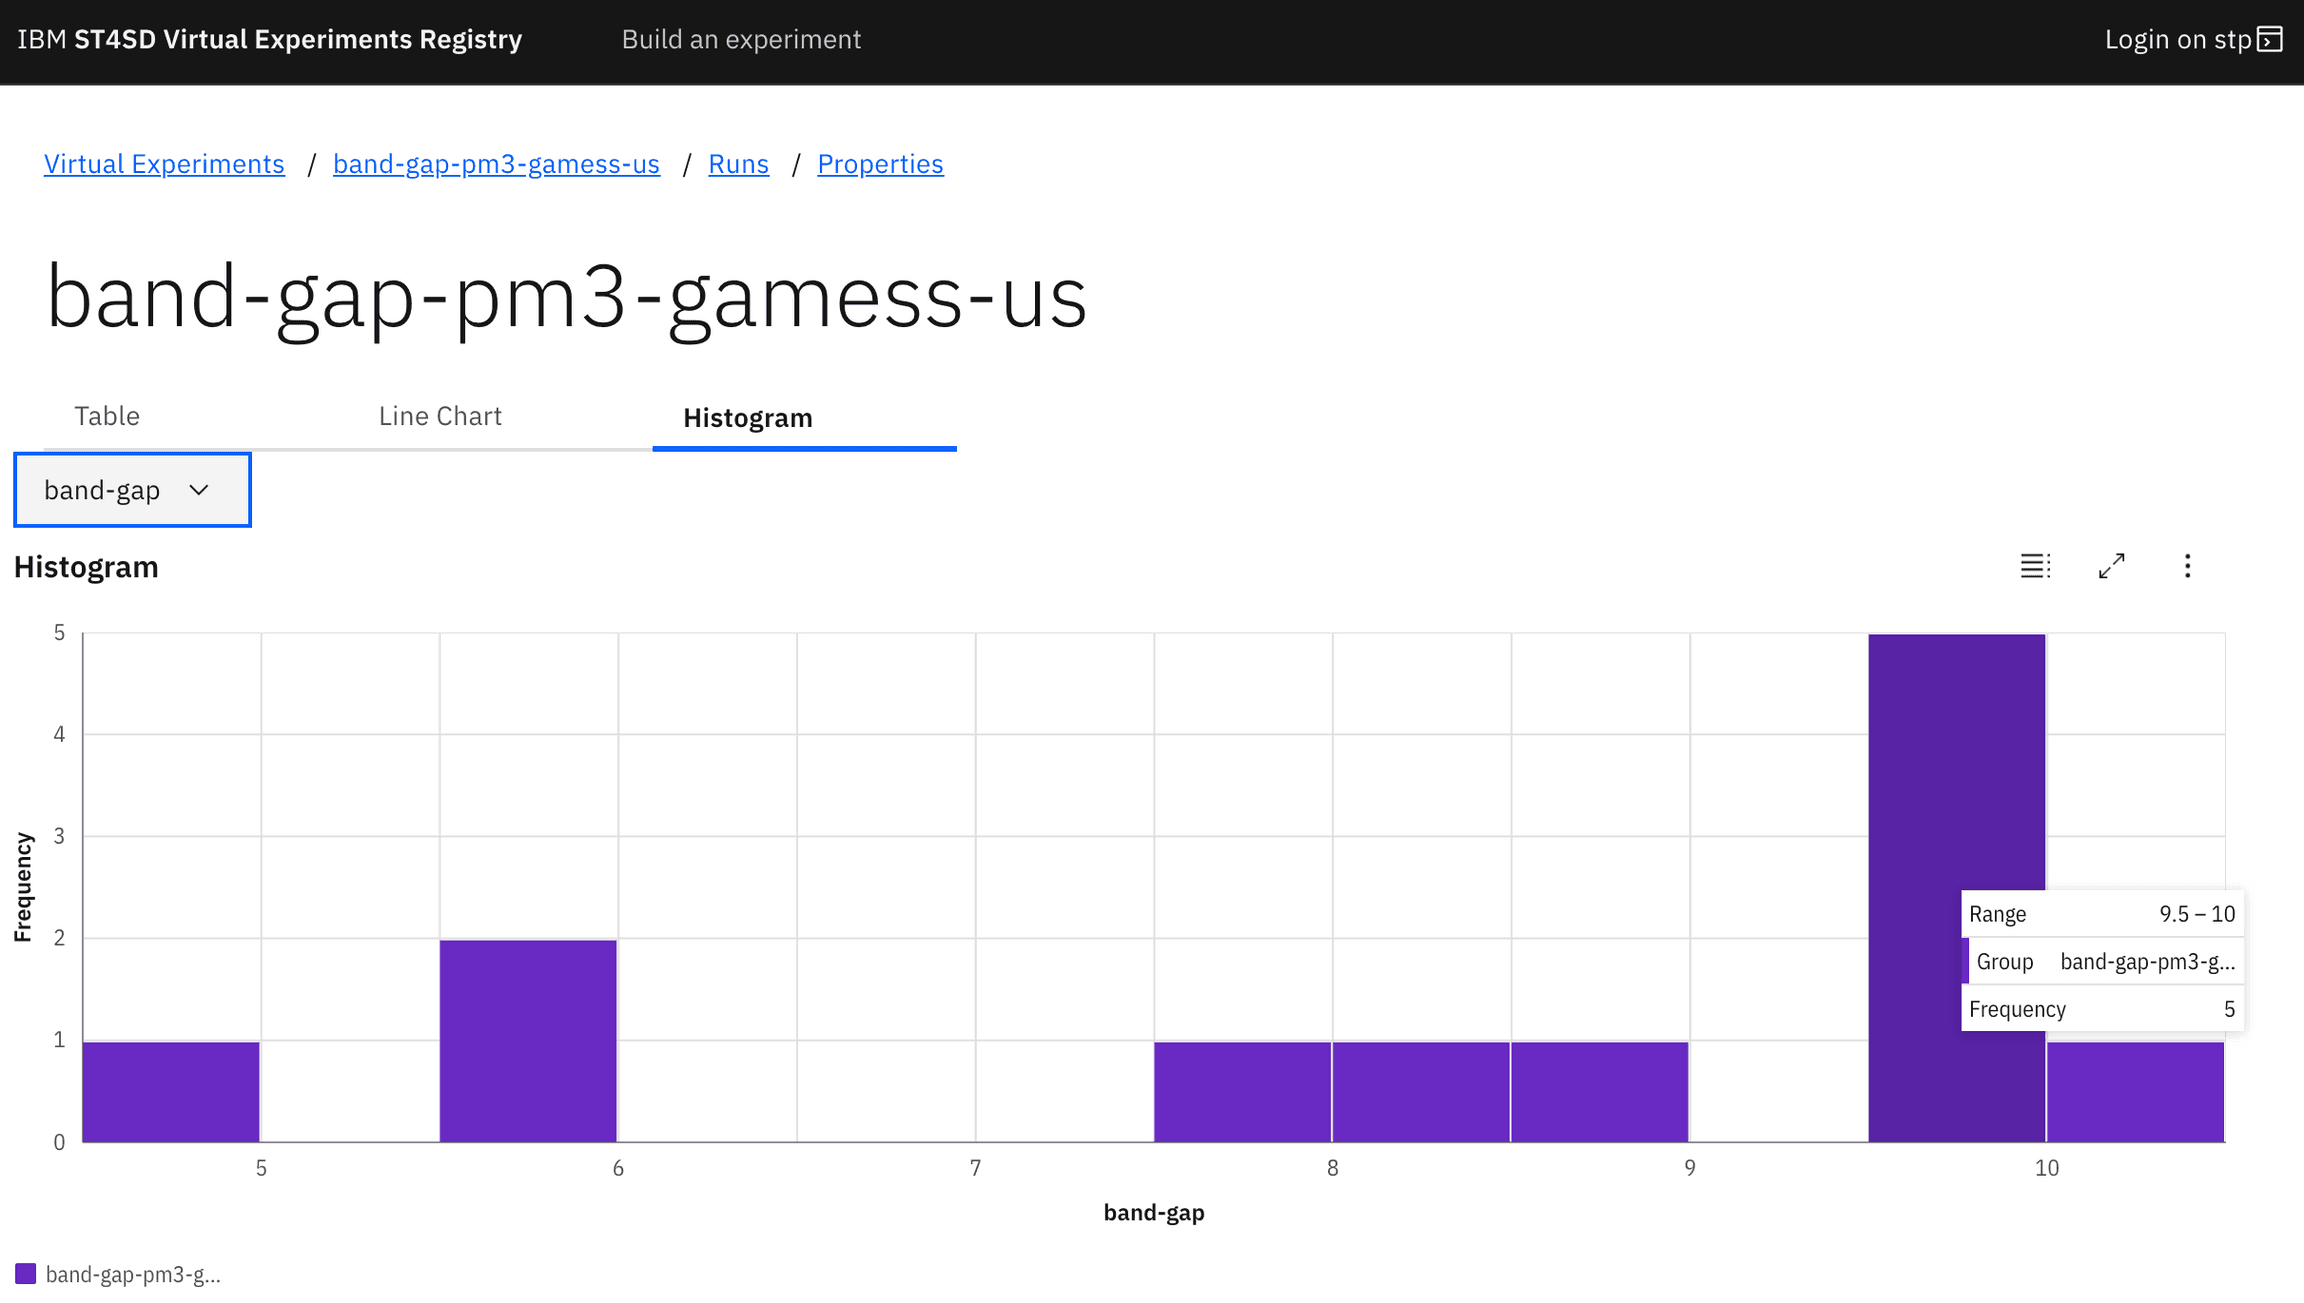 IBM ST4SD Virtual Experiments Registry
Build an experiment
Login on stp
Virtual Experiments / band-gap-pm3-gamess-us / Runs / Properties
band-gap-pm3-gamess-us
Table
Line Chart
Histogram
band-gap
Histogram
5
4
3
2
1
0
Frequency
Range 9.5 – 10
Group band-gap-pm3-g...
Frequency 5
5 6 7 8 9 10
band-gap
band-gap-pm3-g...